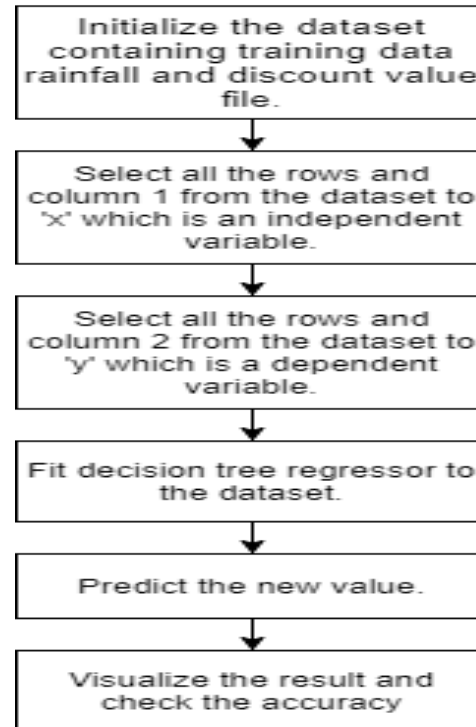 Initialize the dataset
containing training data
rainfall and discount value
file.
Select all the rows and
column 1 from the dataset to
'x' which is an independent
variable.
Select all the rows and
column 2 from the dataset to
'y' which is a dependent
variable.
Fit decision tree regressor to
the dataset.
Predict the new value.
Visualize the result and
check the accuracy